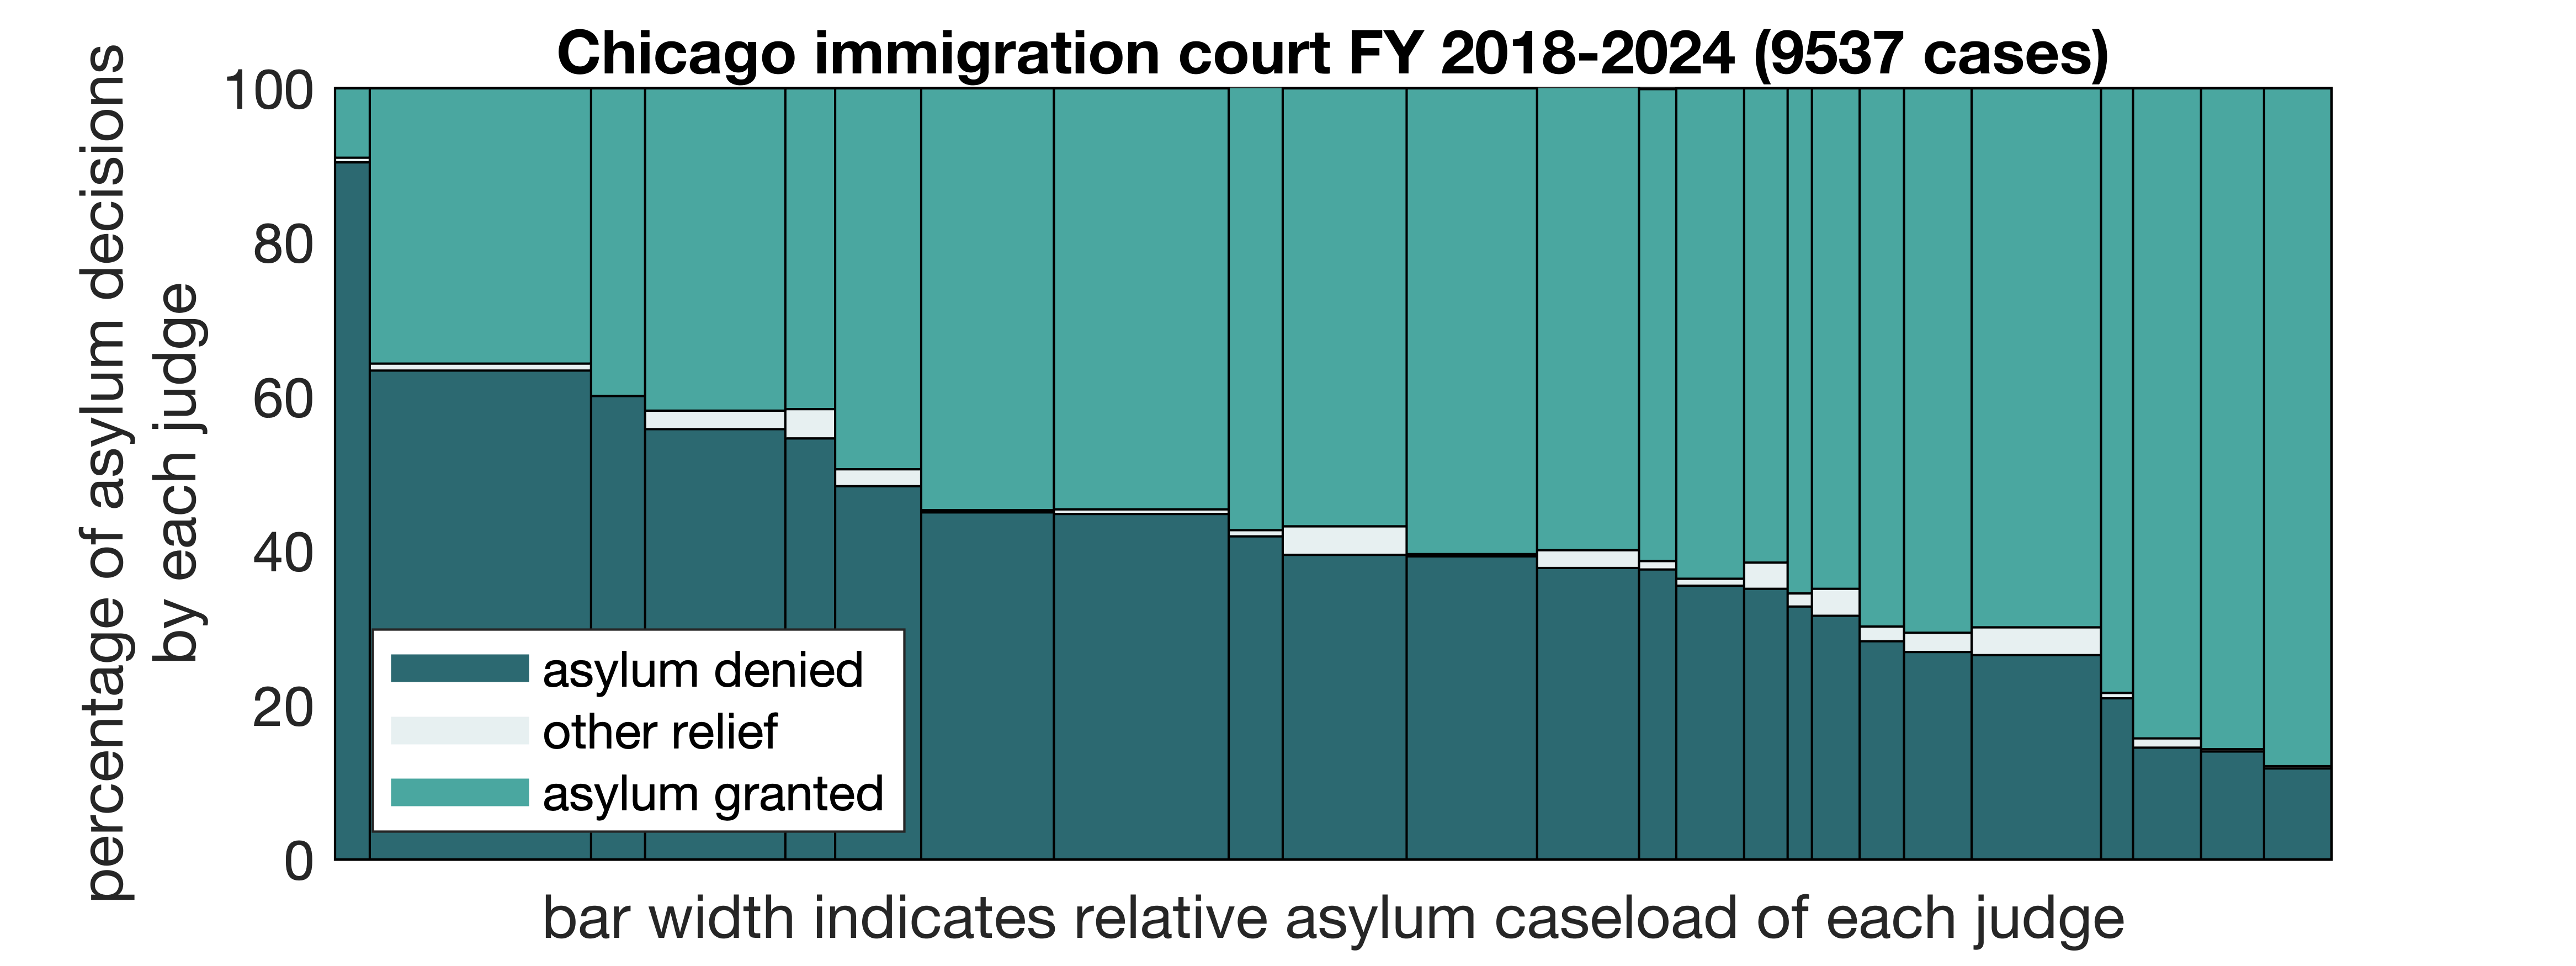 Chicago immigration court FY 2018-2024 (9537 cases)
percentage of asylum decisions
by each judge
100
80
60
40
20
0
asylum denied
other relief
asylum granted
bar width indicates relative asylum caseload of each judge